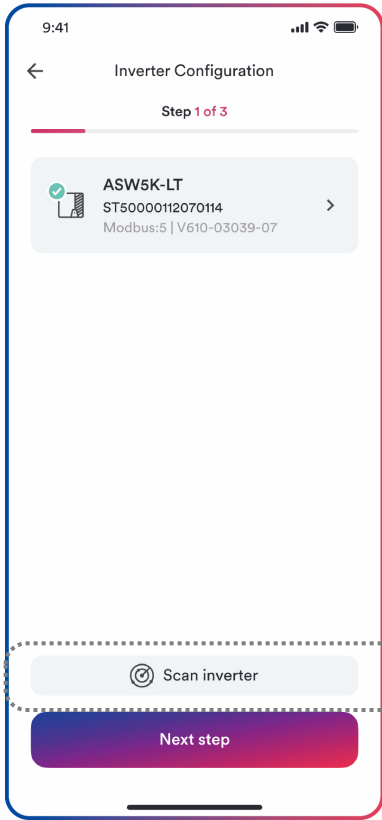 9:41
Inverter Configuration
Step 1 of 3
ASW5K-LT
ST50000112070114
Modbus:5 | V610-03039-07
Scan inverter
Next step